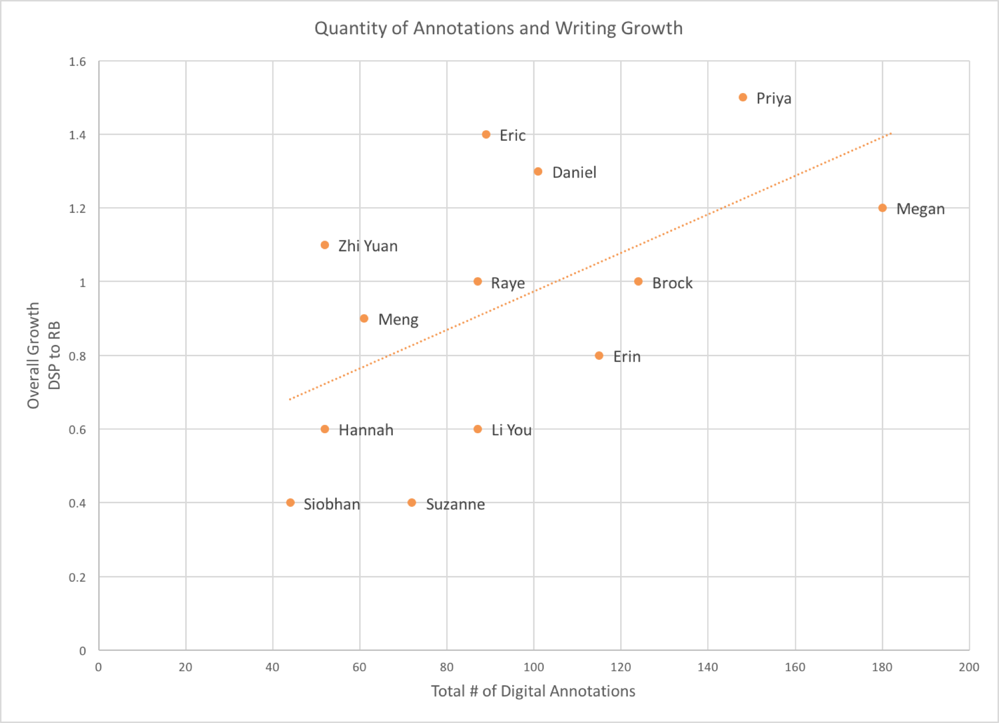 Quantity of Annotations and Writing Growth
1.6
Priya
1.4
Eric
Daniel
1.2
Megan
Zhi Yuan
1
Raye
Brock
Meng
Overall Growth
DSP to RB
0.8
Erin
0.6
Hannah
Li You
0.4
Siobhan
Suzanne
0.2
0
0 20 40 60 80 100 120 140 160 180 200
Total # of Digital Annotations